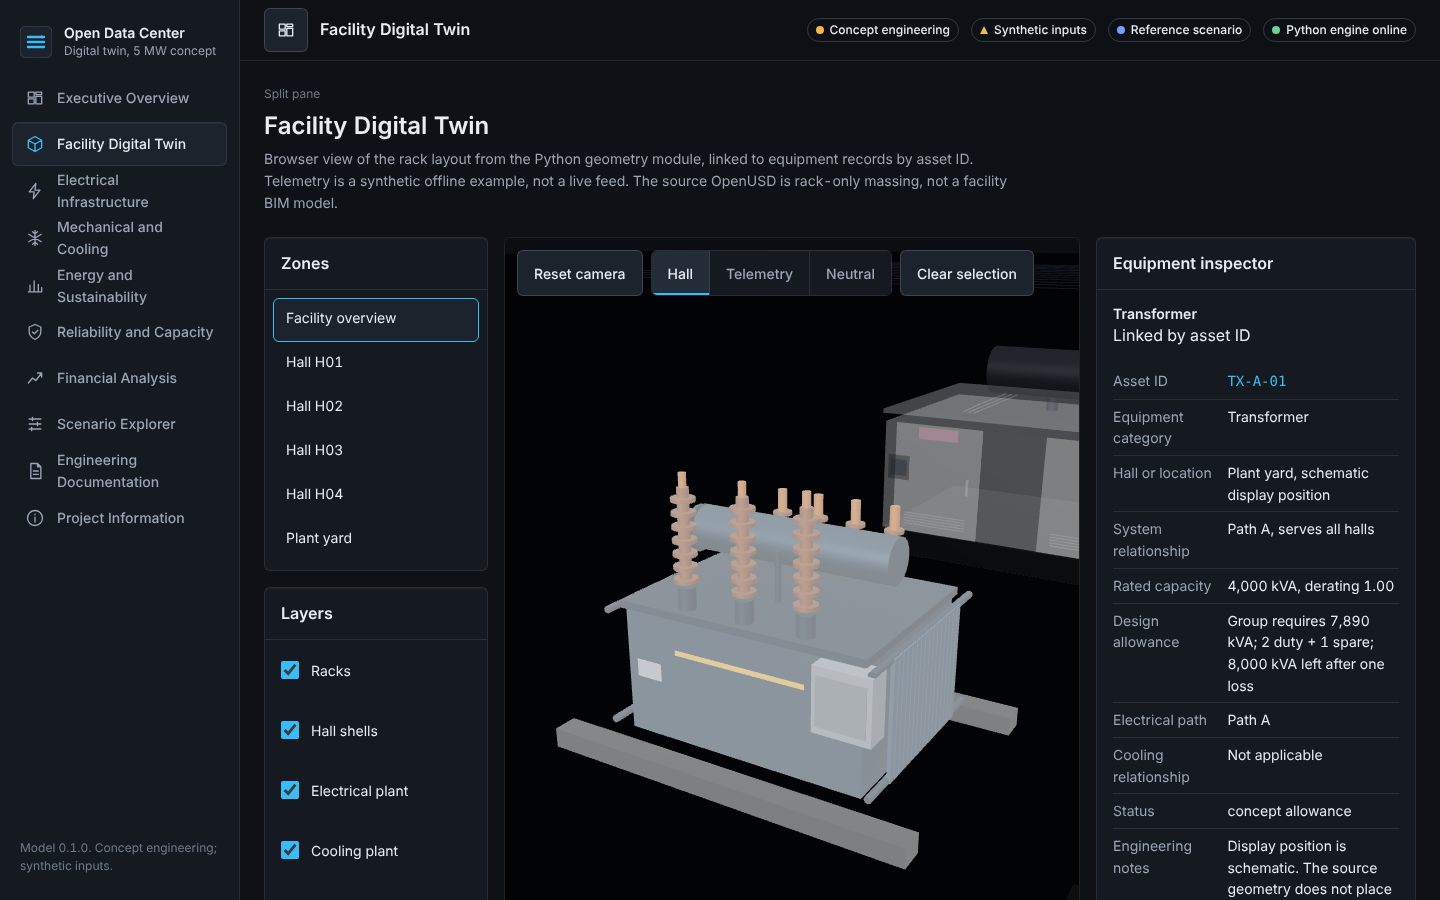 Open Data Center
Digital twin, 5 MW concept
Executive Overview
Facility Digital Twin
Electrical
Infrastructure
Mechanical and
Cooling
Energy and
Sustainability
Reliability and Capacity
Financial Analysis
Scenario Explorer
Engineering
Documentation
Project Information
Model 0.1.0. Concept engineering;
synthetic inputs.
Facility Digital Twin
Concept engineering
Synthetic inputs
Reference scenario
Python engine online
Split pane
Facility Digital Twin
Browser view of the rack layout from the Python geometry module, linked to equipment records by asset ID.
Telemetry is a synthetic offline example, not a live feed. The source OpenUSD is rack-only massing, not a facility
BIM model.
Zones
Facility overview
Hall H01
Hall H02
Hall H03
Hall H04
Plant yard
Layers
Racks
Hall shells
Electrical plant
Cooling plant
Reset camera
Hall
Telemetry
Neutral
Clear selection
Equipment inspector
Transformer
Linked by asset ID
Asset ID
TX-A-01
Equipment
category
Transformer
Hall or location
Plant yard, schematic
display position
System
relationship
Path A, serves all halls
Rated capacity
4,000 kVA, derating 1.00
Design
allowance
Group requires 7,890
kVA; 2 duty + 1 spare;
8,000 kVA left after one
loss
Electrical path
Path A
Cooling
relationship
Not applicable
Status
concept allowance
Engineering
notes
Display position is
schematic. The source
geometry does not place